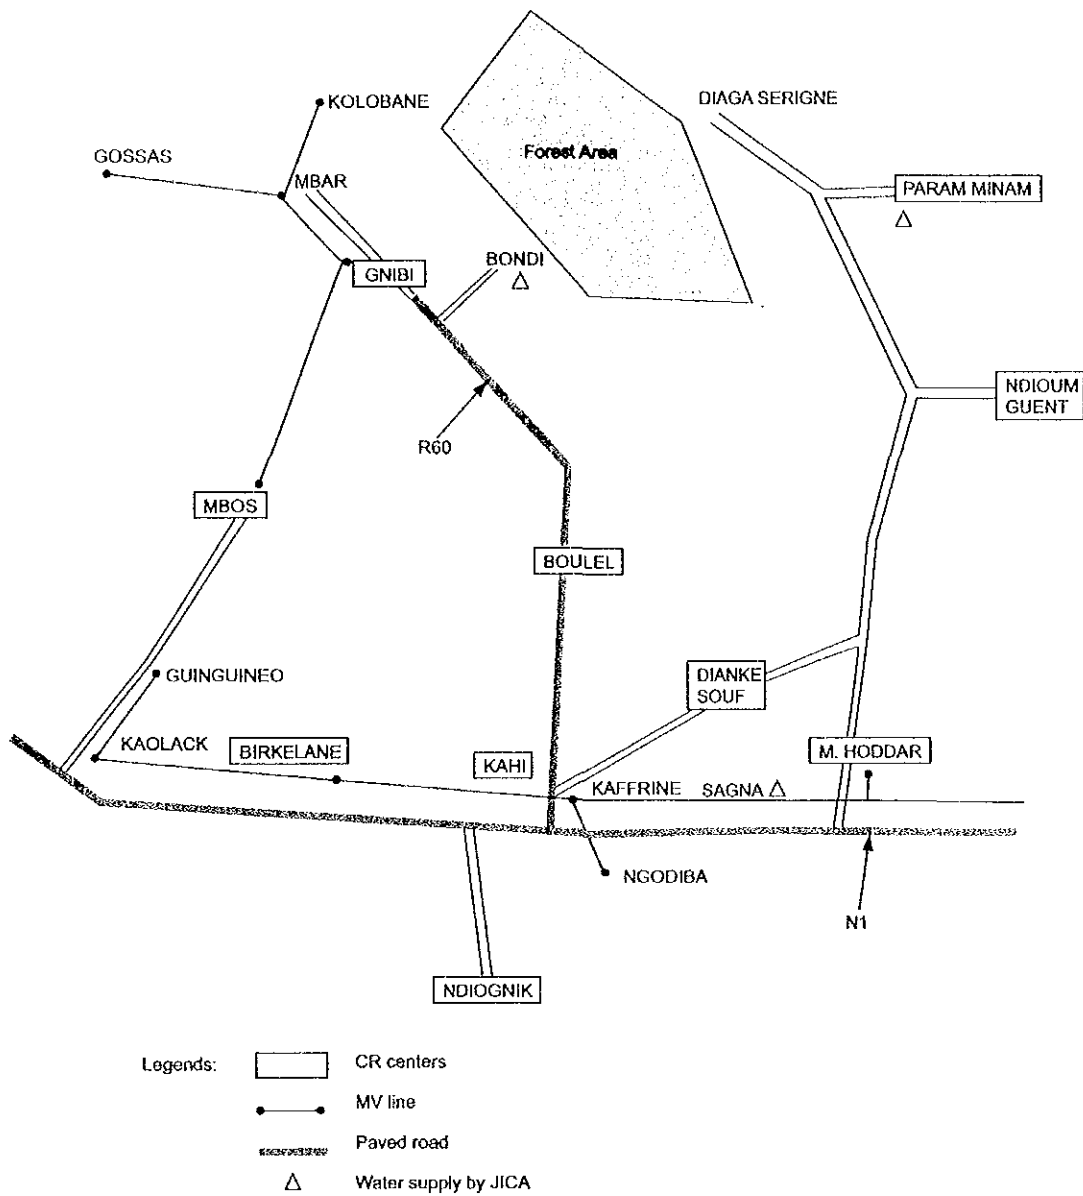 DIAGA SERIGNE
KOLOBANE
Forest Area
GOSSAS
MBAR
PARAM MINAM
BONDI
GNIBI
NDIOUM
GUENT
R60
MBOS
BOULEL
GUINGUINEO
DIANKE
SOUF
KAOLACK
BIRKELANE
KAHI
M. HODDAR
KAFFRINE
SAGNA
NGODIBA
N1
NDIOGNIK
Legends:
CR centers
MV line
Paved road
Water supply by JICA